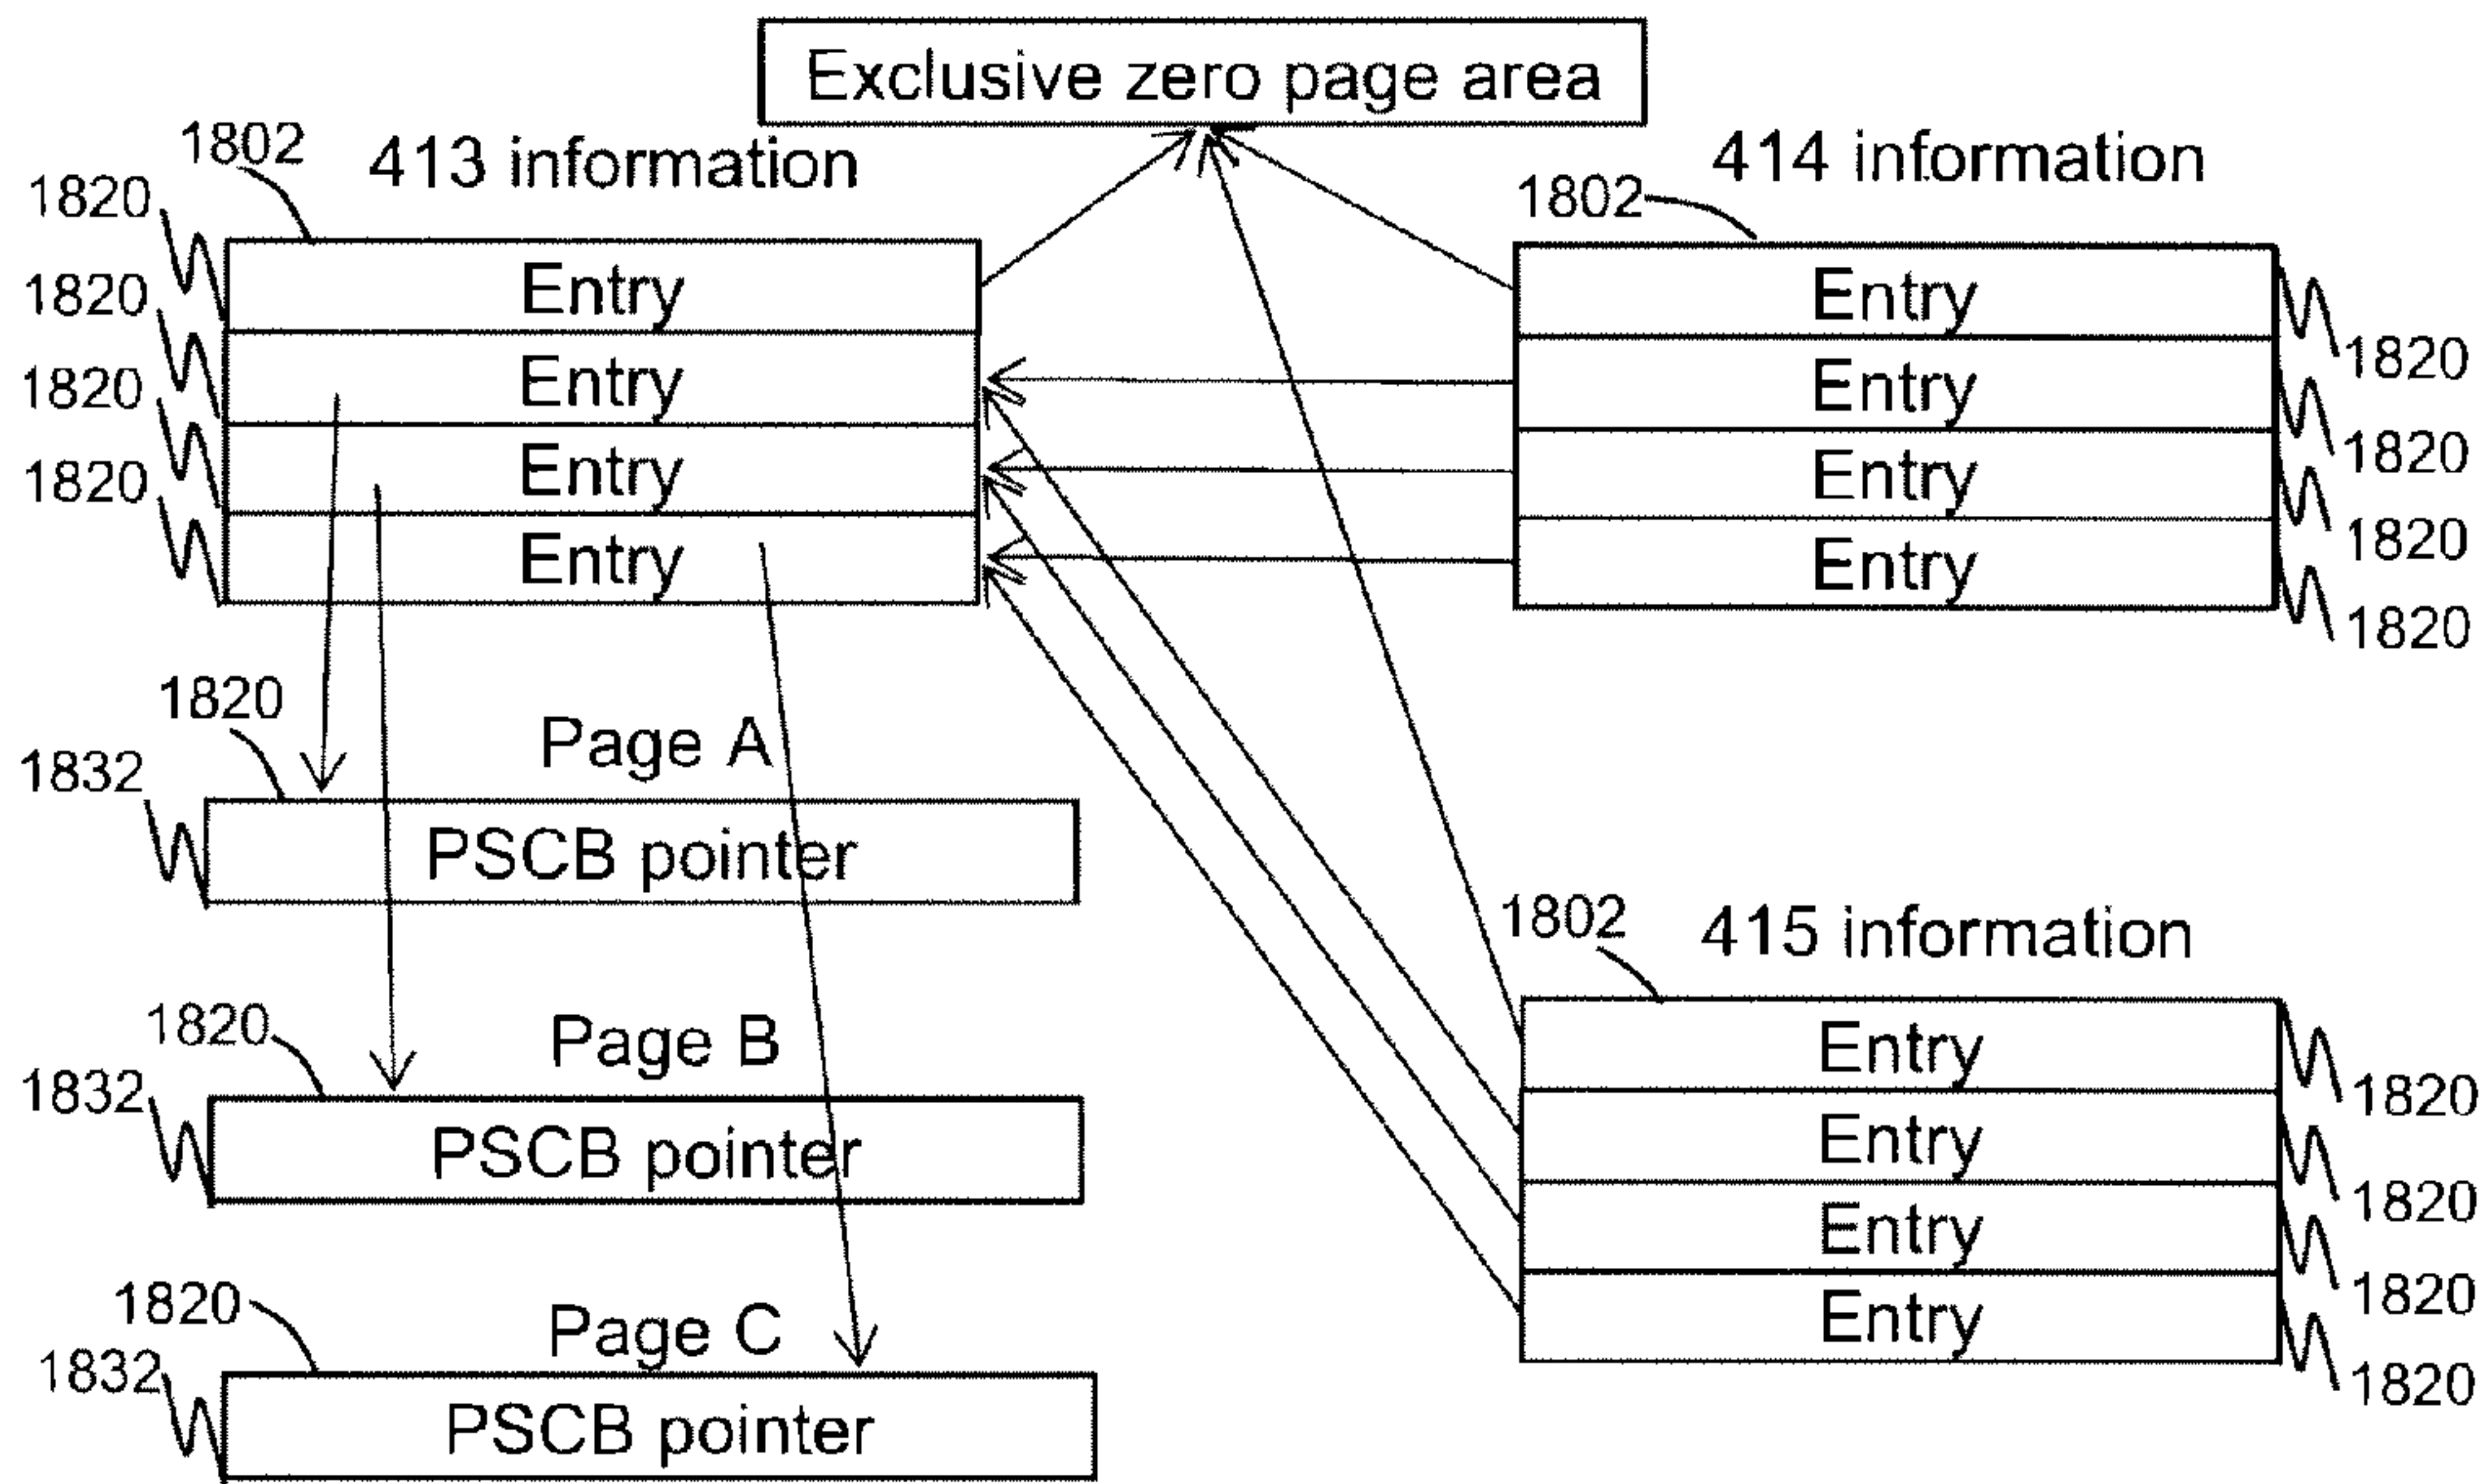 Exclusive zero page area
1802
413 information
1820
Entry
1820
Entry
1820
Entry
1820
Entry
414 information
1802
Entry
1820
Entry
1820
Entry
1820
Entry
1820
1820
Page A
1832
PSCB pointer
1820
Page B
1832
PSCB pointer
1820
Page C
1832
PSCB pointer
1802
415 information
Entry
1820
Entry
1820
Entry
1820
Entry
1820